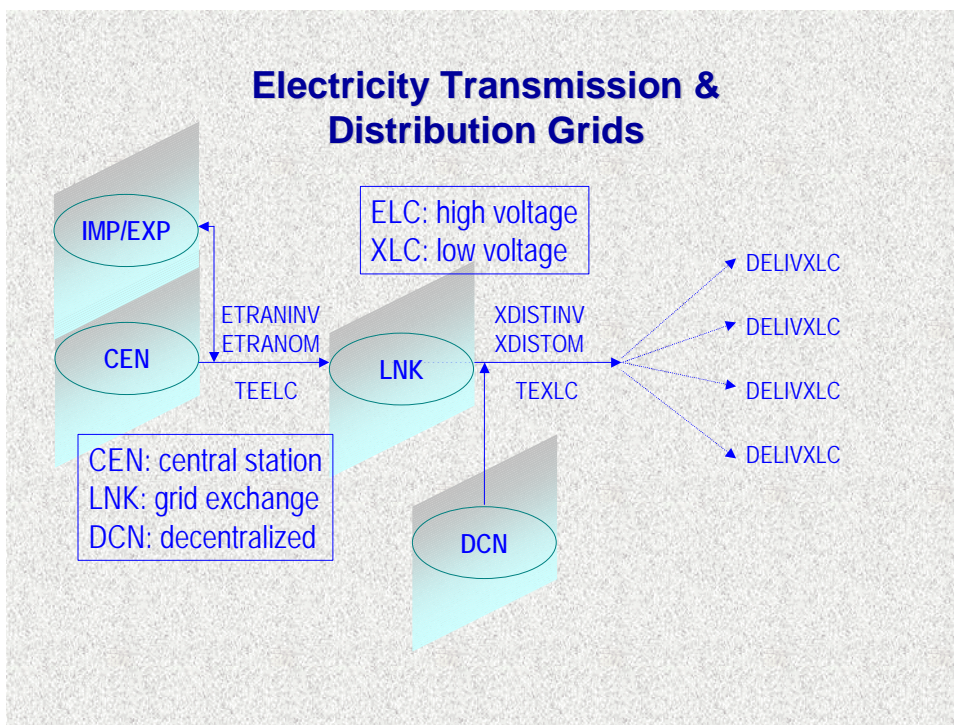 Electricity Transmission &
Distribution Grids
IMP/EXP
ELC: high voltage
XLC: low voltage
DELIVXLC
ETRANINV
ETRANOM
XDISTINV
XDISTOM
DELIVXLC
CEN
LNK
TEELC
TEXLC
DELIVXLC
DELIVXLC
CEN: central station
LNK: grid exchange
DCN: decentralized
DCN